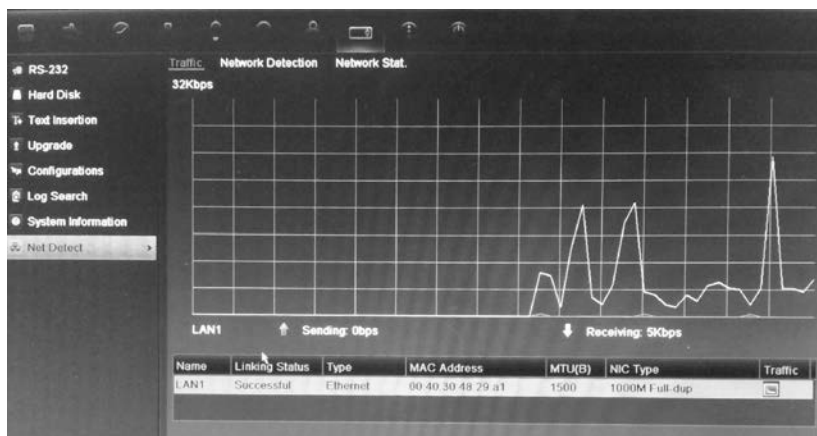 Traffic Network Detection Network Stat.
32Kbps
RS-232
Hard Disk
Text Insertion
Upgrade
Configurations
Log Search
System Information
Net Detect >
LAN1 Sending: 0bps Receiving: 5Kbps
Name Linking Status Type MAC Address MTU(B) NIC Type Traffic
LAN1 Successful Ethernet 00 40 30 48 29 a1 1500 1000M Full-dup